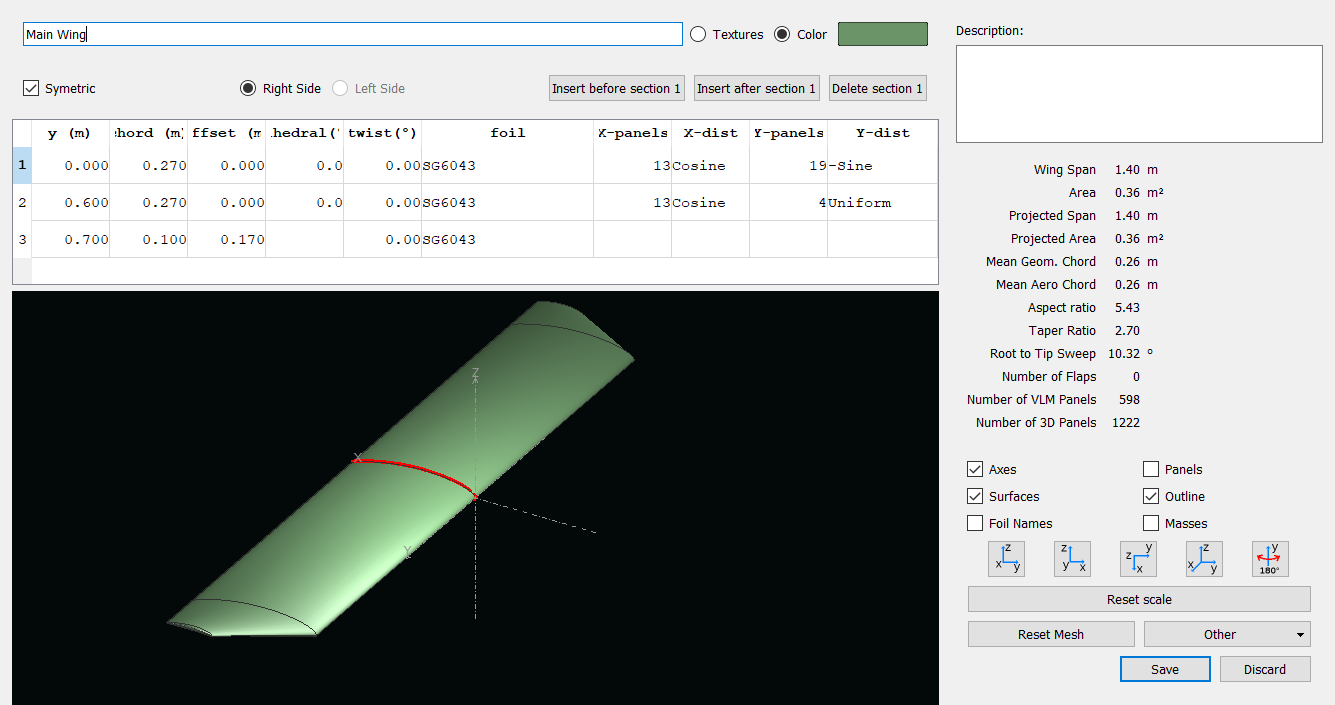 Main Wing
Textures
Color
Description:
Symetric
Right Side
Left Side
Insert before section 1
Insert after section 1
Delete section 1
y (m) chord (m ffset (m hedral(° twist(°) foil X-panels X-dist Y-panels Y-dist
1 0.000 0.270 0.000 0.0 0.00 SG6043 13 Cosine 19 -Sine
2 0.600 0.270 0.000 0.0 0.00 SG6043 13 Cosine 4 Uniform
3 0.700 0.100 0.170 0.00 SG6043
Z
X
Y
Wing Span 1.40 m
Area 0.36 m²
Projected Span 1.40 m
Projected Area 0.36 m²
Mean Geom. Chord 0.26 m
Mean Aero Chord 0.26 m
Aspect ratio 5.43
Taper Ratio 2.70
Root to Tip Sweep 10.32 °
Number of Flaps 0
Number of VLM Panels 598
Number of 3D Panels 1222
Axes
Panels
Surfaces
Outline
Foil Names
Masses
z x y
z y x
y z x
z x y
y 180°
Reset scale
Reset Mesh
Other
Save
Discard